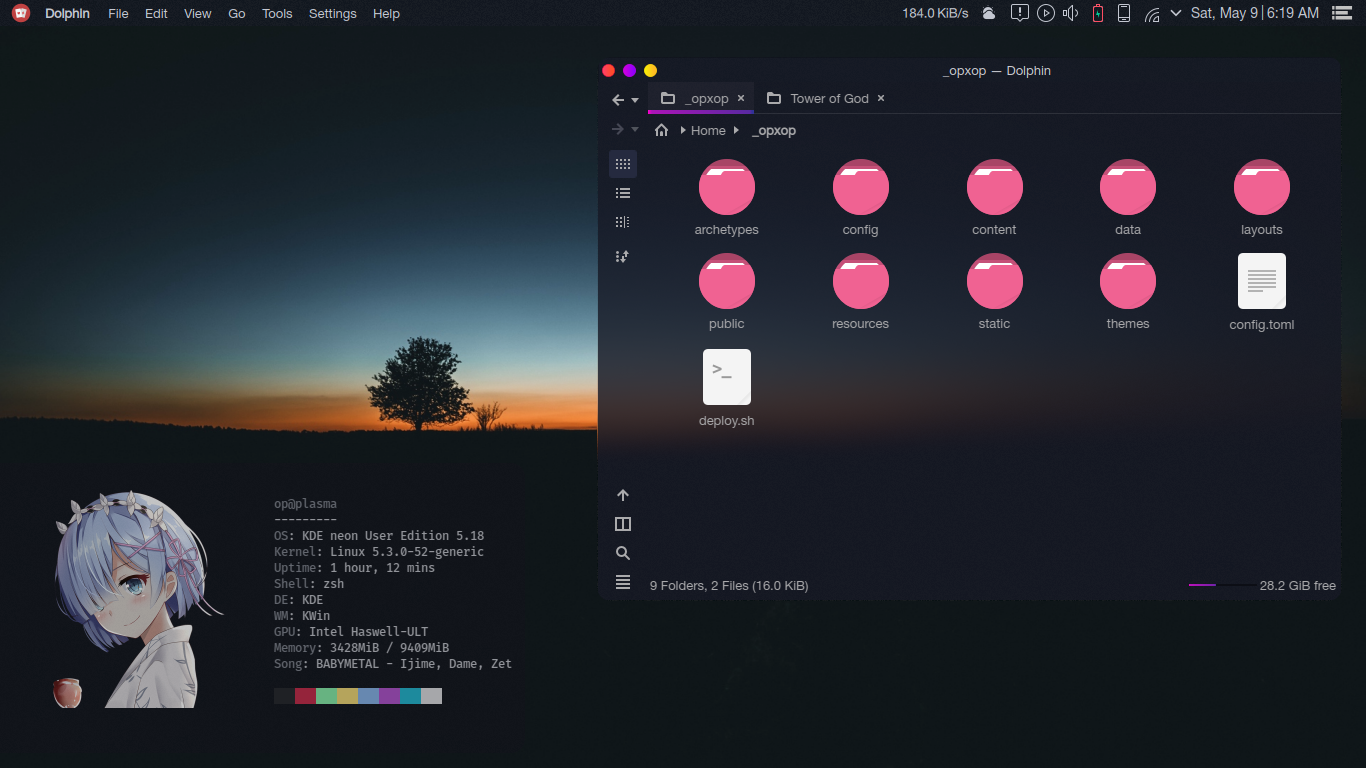 Dolphin File Edit View Go Tools Settings Help 184.0 KiB/s Sat, May 9 | 6:19 AM
_opxop — Dolphin
_opxop × Tower of God ×
Home _opxop
archetypes config content data layouts
public resources static themes config.toml
>_
deploy.sh
9 Folders, 2 Files (16.0 KiB) 28.2 GiB free
op@plasma
---------
OS: KDE neon User Edition 5.18
Kernel: Linux 5.3.0-52-generic
Uptime: 1 hour, 12 mins
Shell: zsh
DE: KDE
WM: KWin
GPU: Intel Haswell-ULT
Memory: 3428MiB / 9409MiB
Song: BABYMETAL - Ijime, Dame, Zet